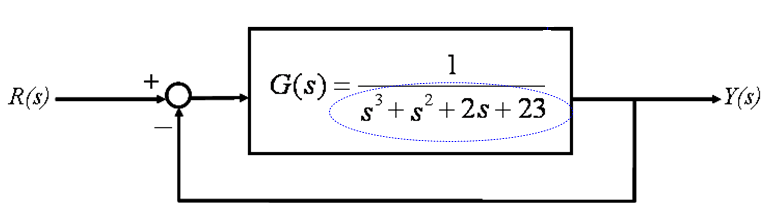 R(s)
+
−
G(s) = 1 / (s³ + s² + 2s + 23)
Y(s)